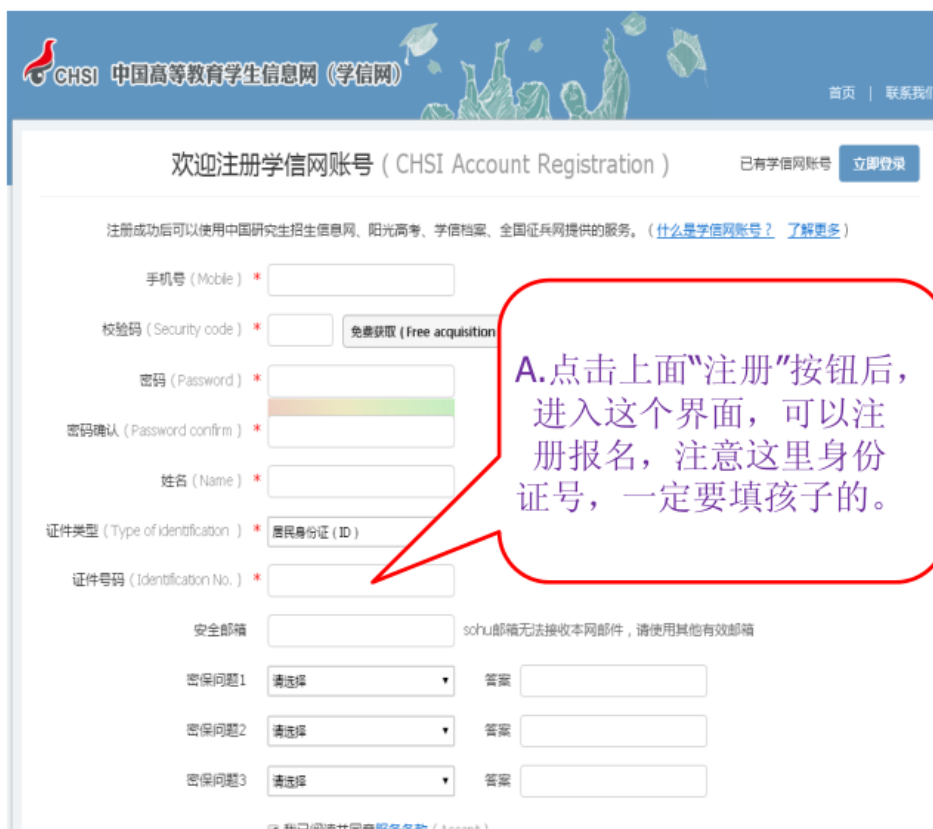 CHSI 中国高等教育学生信息网（学信网）
首页 | 联系我们
欢迎注册学信网账号 ( CHSI Account Registration )
已有学信网账号 立即登录
注册成功后可以使用中国研究生招生信息网、阳光高考、学信档案、全国征兵网提供的服务。（什么是学信网账号？ 了解更多）
手机号 ( Mobile ) *
校验码 ( Security code ) * 免费获取 ( Free acquisition
密码 ( Password ) *
密码确认 ( Password confirm ) *
姓名 ( Name ) *
证件类型 ( Type of identification ) * 居民身份证 ( ID )
证件号码 ( Identification No. ) *
A.点击上面“注册”按钮后，
进入这个界面，可以注
册报名，注意这里身份
证号，一定要填孩子的。
安全邮箱 sohu邮箱无法接收本网邮件，请使用其他有效邮箱
密保问题1 请选择 答案
密保问题2 请选择 答案
密保问题3 请选择 答案
我已阅读并同意服务条款 ( Accept )